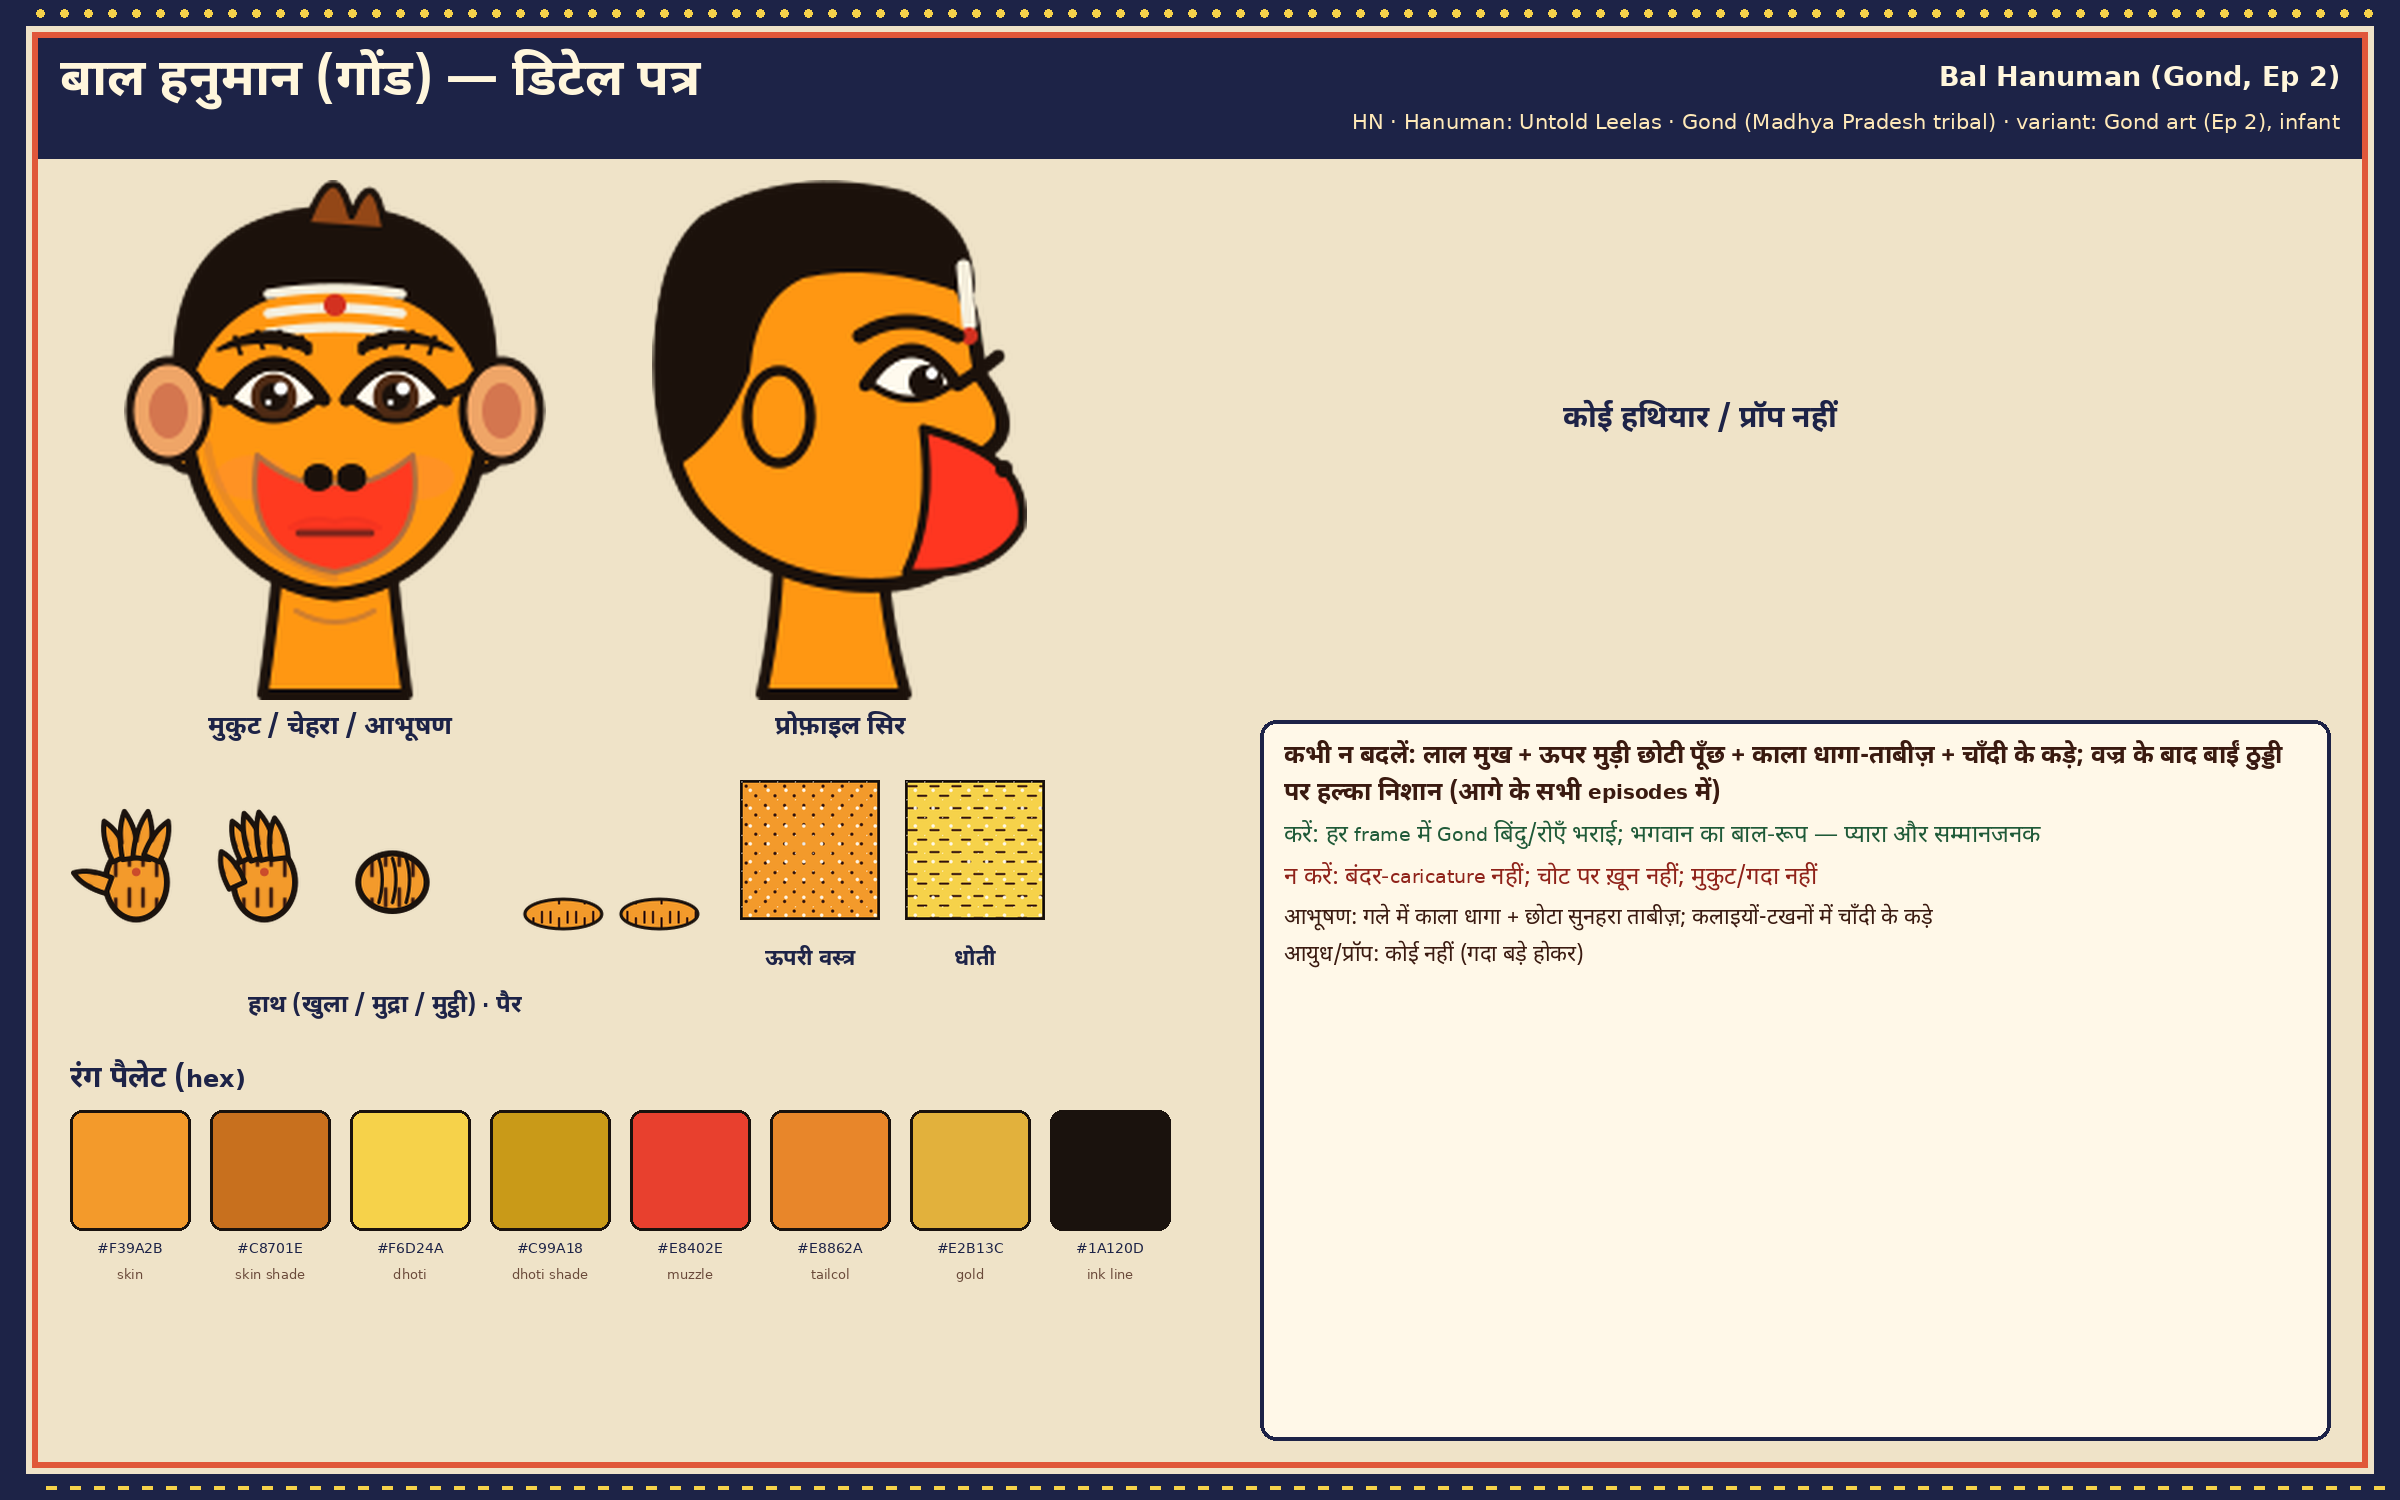 बाल हनुमान (गोंड) — डिटेल पत्र
Bal Hanuman (Gond, Ep 2)
HN · Hanuman: Untold Leelas · Gond (Madhya Pradesh tribal) · variant: Gond art (Ep 2), infant
कोई हथियार / प्रॉप नहीं
मुकुट / चेहरा / आभूषण
प्रोफ़ाइल सिर
कभी न बदलें: लाल मुख + ऊपर मुड़ी छोटी पूँछ + काला धागा-ताबीज़ + चाँदी के कड़े; वज्र के बाद बाईं ठुड्डी
पर हल्का निशान (आगे के सभी episodes में)
करें: हर frame में Gond बिंदु/रोएँ भराई; भगवान का बाल-रूप — प्यारा और सम्मानजनक
न करें: बंदर-caricature नहीं; चोट पर ख़ून नहीं; मुकुट/गदा नहीं
आभूषण: गले में काला धागा + छोटा सुनहरा ताबीज़; कलाइयों-टखनों में चाँदी के कड़े
आयुध/प्रॉप: कोई नहीं (गदा बड़े होकर)
ऊपरी वस्त्र
धोती
हाथ (खुला / मुद्रा / मुट्ठी) · पैर
रंग पैलेट (hex)
#F39A2B
#C8701E
#F6D24A
#C99A18
#E8402E
#E8862A
#E2B13C
#1A120D
skin
skin shade
dhoti
dhoti shade
muzzle
tailcol
gold
ink line